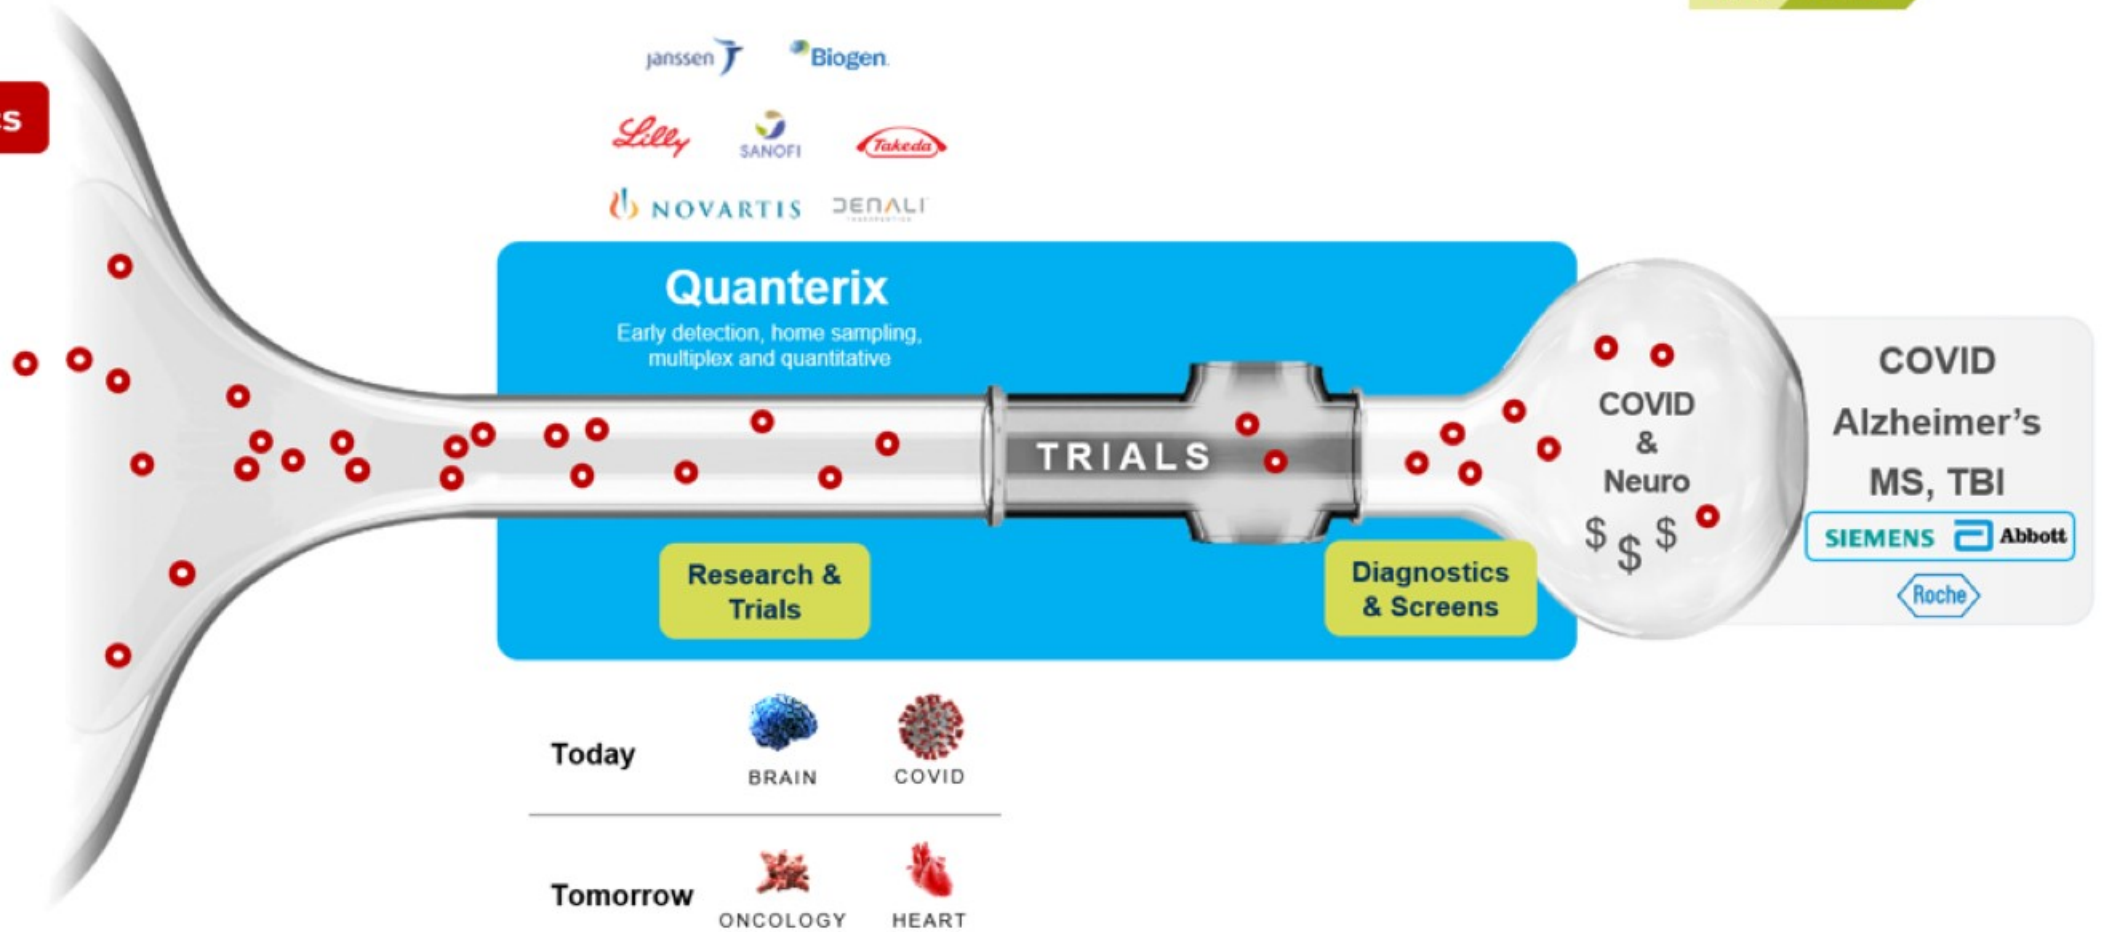 janssen
Biogen.
Lilly
SANOFI
Takeda
NOVARTIS
DENALI
Quanterix
Early detection, home sampling,
multiplex and quantitative
TRIALS
Research &
Trials
Diagnostics
& Screens
COVID
&
Neuro
$ $ $
COVID
Alzheimer's
MS, TBI
SIEMENS
Abbott
Roche
Today
BRAIN
COVID
Tomorrow
ONCOLOGY
HEART